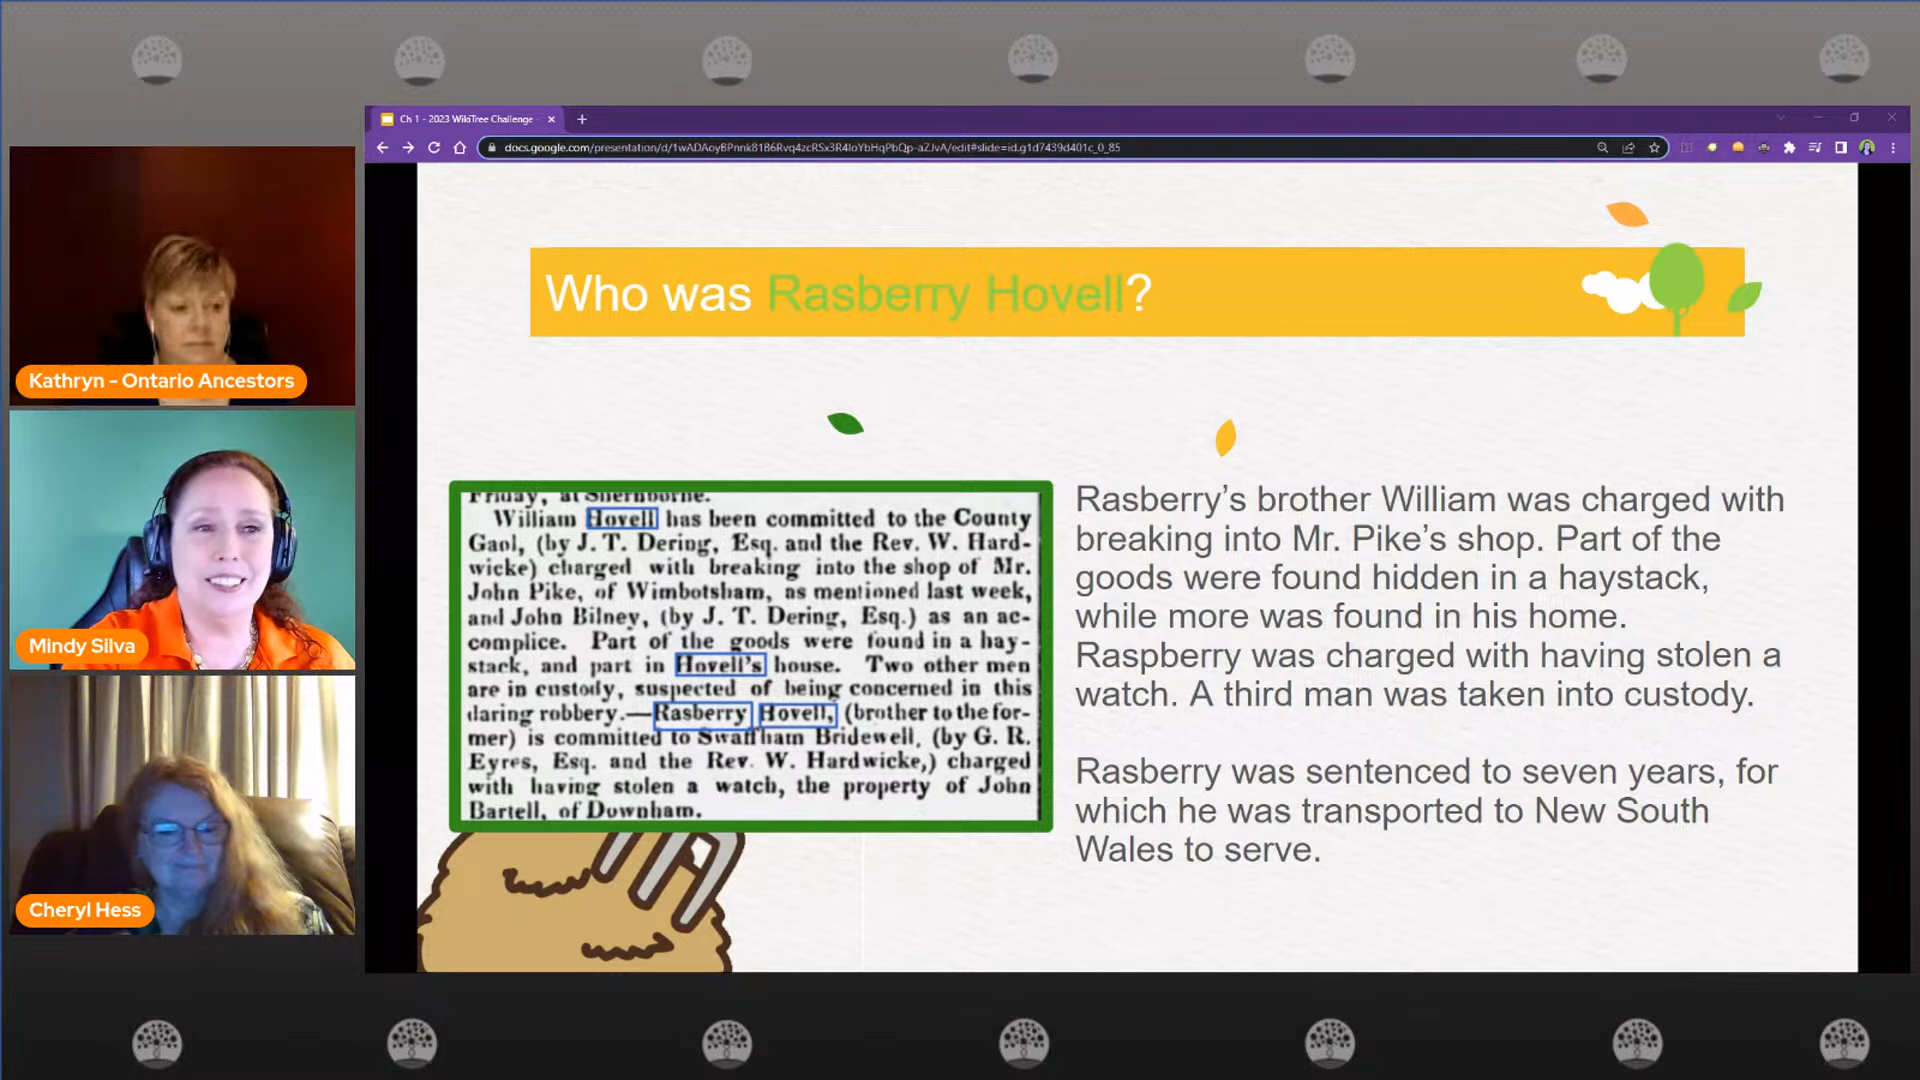 Ch 1 - 2023 WikiTree Challenge
docs.google.com/presentation/d/1wADAoyBPnnk81B6Rvq4zcRSx3R4IoYbHqPbQp-aZJvA/edit#slide=id.g1d7439d401c_0_85
Kathryn - Ontario Ancestors
Mindy Silva
Cheryl Hess
Who was Rasberry Hovell?
Friday, at Shernborne.
William Hovell has been committed to the County
Gaol, (by J. T. Dering, Esq. and the Rev. W. Hard-
wicke) charged with breaking into the shop of Mr.
John Pike, of Wimbotsham, as mentioned last week,
and John Bilney, (by J. T. Dering, Esq.) as an ac-
complice. Part of the goods were found in a hay-
stack, and part in Hovell's house. Two other men
are in custody, suspected of being concerned in this
daring robbery.—Rasberry Hovell, (brother to the for-
mer) is committed to Swaffham Bridewell, (by G. R.
Eyres, Esq. and the Rev. W. Hardwicke,) charged
with having stolen a watch, the property of John
Bartell, of Downham.
Rasberry’s brother William was charged with
breaking into Mr. Pike’s shop. Part of the
goods were found hidden in a haystack,
while more was found in his home.
Raspberry was charged with having stolen a
watch. A third man was taken into custody.
Rasberry was sentenced to seven years, for
which he was transported to New South
Wales to serve.